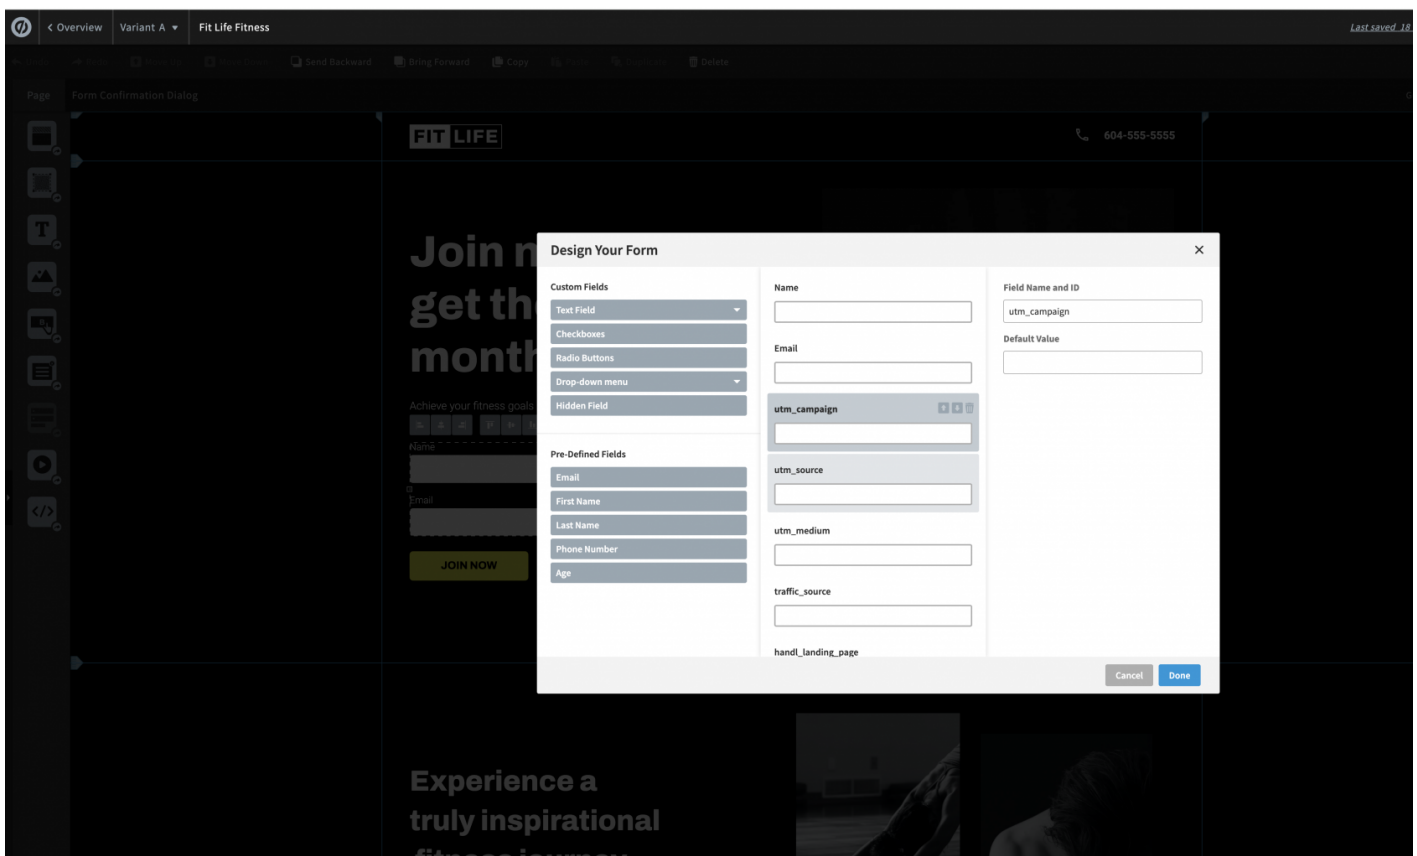 < Overview
Variant A
Fit Life Fitness
Last saved 18
Send Backward
Bring Forward
Copy
Delete
Page
Form Confirmation Dialog
FIT LIFE
604-555-5555
Join
get th
month
Achieve your fitness goals
Name
Email
JOIN NOW
Design Your Form
Custom Fields
Text Field
Checkboxes
Radio Buttons
Drop-down menu
Hidden Field
Pre-Defined Fields
Email
First Name
Last Name
Phone Number
Age
Name
Email
utm_campaign
utm_source
utm_medium
traffic_source
handl_landing_page
Field Name and ID
utm_campaign
Default Value
Cancel
Done
Experience a
truly inspirational
fitness journey